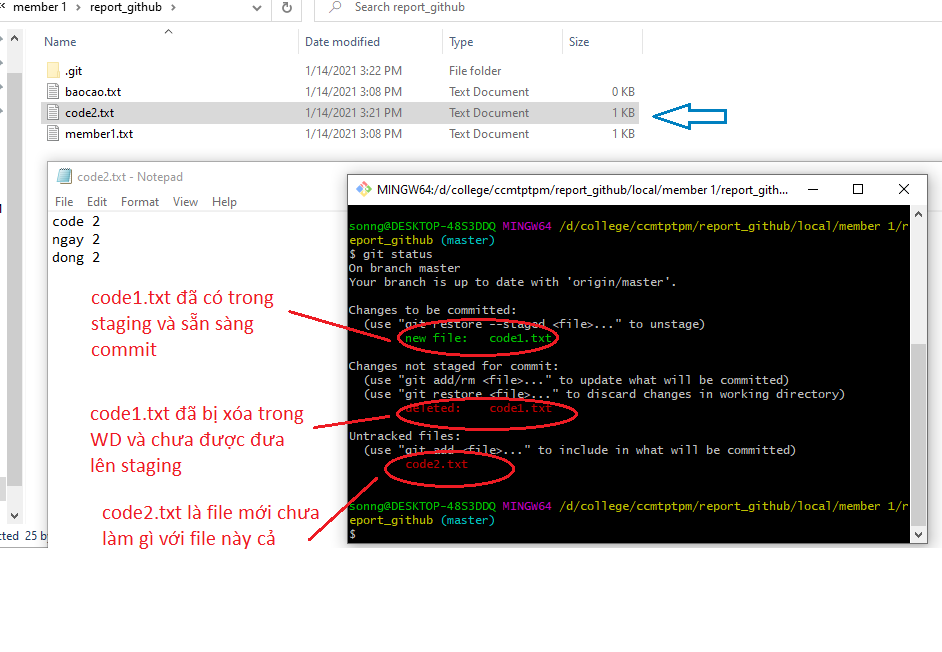 member 1 › report_github ›
Search report_github
Name Date modified Type Size
.git 1/14/2021 3:22 PM File folder
baocao.txt 1/14/2021 3:08 PM Text Document 0 KB
code2.txt 1/14/2021 3:21 PM Text Document 1 KB
member1.txt 1/14/2021 3:08 PM Text Document 1 KB
code2.txt - Notepad
File Edit Format View Help
code 2
ngay 2
dong 2
code1.txt đã có trong
staging và sẵn sàng
commit
code1.txt đã bị xóa trong
WD và chưa được đưa
lên staging
code2.txt là file mới chưa
làm gì với file này cả
MINGW64:/d/college/ccmtptpm/report_github/local/member 1/report_gith...
sonng@DESKTOP-48S3DDQ MINGW64 /d/college/ccmtptpm/report_github/local/member 1/r
eport_github (master)
$ git status
On branch master
Your branch is up to date with 'origin/master'.
Changes to be committed:
(use "git restore --staged <file>..." to unstage)
new file: code1.txt
Changes not staged for commit:
(use "git add/rm <file>..." to update what will be committed)
(use "git restore <file>..." to discard changes in working directory)
deleted: code1.txt
Untracked files:
(use "git add <file>..." to include in what will be committed)
code2.txt
sonng@DESKTOP-48S3DDQ MINGW64 /d/college/ccmtptpm/report_github/local/member 1/r
eport_github (master)
$